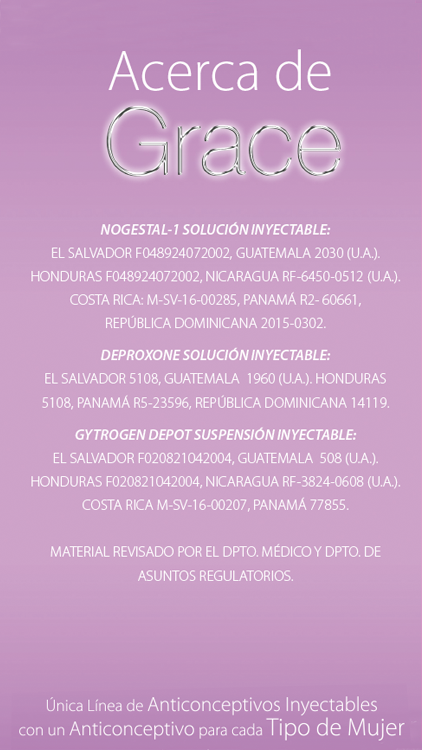 Acerca de
Grace
NOGESTAL-1 SOLUCIÓN INYECTABLE:
EL SALVADOR F048924072002, GUATEMALA 2030 (U.A.).
HONDURAS F048924072002, NICARAGUA RF-6450-0512 (U.A.).
COSTA RICA: M-SV-16-00285, PANAMÁ R2- 60661,
REPÚBLICA DOMINICANA 2015-0302.
DEPROXONE SOLUCIÓN INYECTABLE:
EL SALVADOR 5108, GUATEMALA  1960 (U.A.). HONDURAS
5108, PANAMÁ R5-23596, REPÚBLICA DOMINICANA 14119.
GYTROGEN DEPOT SUSPENSIÓN INYECTABLE:
EL SALVADOR F020821042004, GUATEMALA  508 (U.A.).
HONDURAS F020821042004, NICARAGUA RF-3824-0608 (U.A.).
COSTA RICA M-SV-16-00207, PANAMÁ 77855.
MATERIAL REVISADO POR EL DPTO. MÉDICO Y DPTO. DE
ASUNTOS REGULATORIOS.
Única Línea de Anticonceptivos Inyectables
con un Anticonceptivo para cada Tipo de Mujer